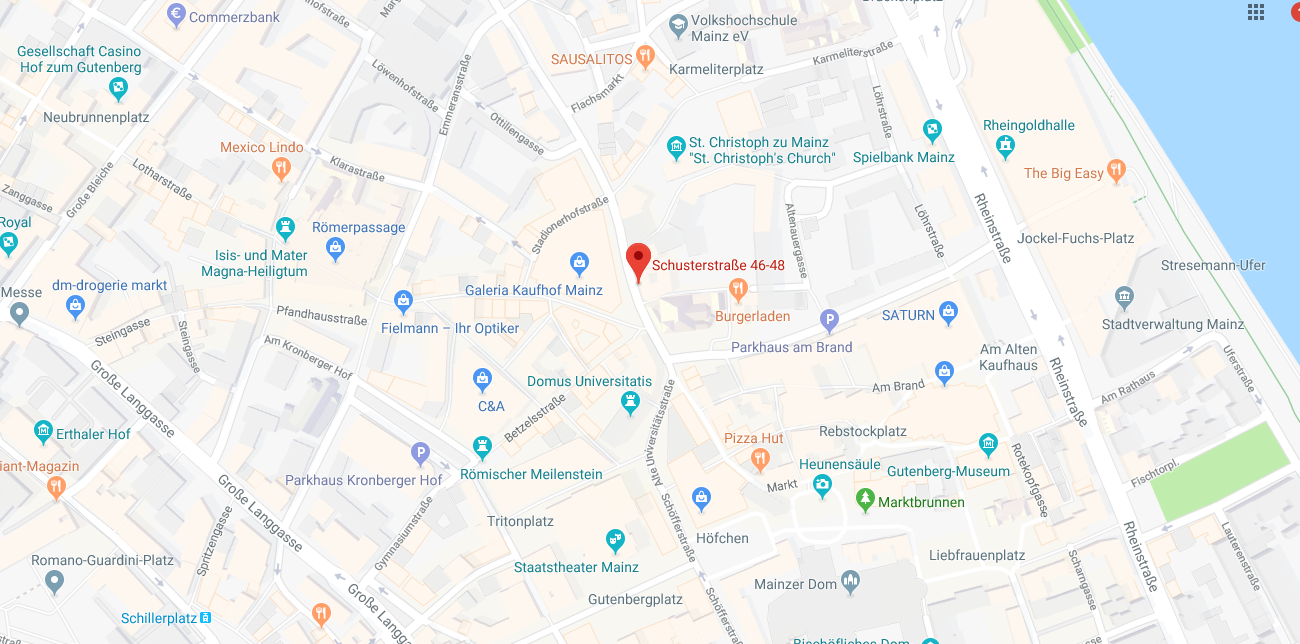 Commerzbank
Volkshochschule
Mainz eV
Gesellschaft Casino
Hof zum Gutenberg
SAUSALITOS
Karmeliterplatz
Karmeliterstraße
Löwenhofstraße
Emmeransstraße
Flachsmarkt
Neubrunnenplatz
Löhrstraße
Ottiliengasse
Rheingoldhalle
Mexico Lindo
St. Christoph zu Mainz
"St. Christoph's Church"
Spielbank Mainz
Klarastraße
Lotharstraße
Große Bleiche
Zanggasse
The Big Easy
Stadionerhofstraße
Altenauergasse
Löhrstraße
Rheinstraße
Royal
Römerpassage
Jockel-Fuchs-Platz
Isis- und Mater
Magna-Heiligtum
Schusterstraße 46-48
Stresemann-Ufer
dm-drogerie markt
Messe
Galeria Kaufhof Mainz
Burgerladen
SATURN
Stadtverwaltung Mainz
Pfandhausstraße
Fielmann – Ihr Optiker
Steingasse
Steingasse
Parkhaus am Brand
Am Alten
Kaufhaus
Am Kronberger Hof
Domus Universitatis
Am Brand
Am Rathaus
Uferstraße
Rheinstraße
Große Langgasse
C&A
Betzelsstraße
Alte Universitätsstraße
Erthaler Hof
Pizza Hut
Rebstockplatz
iant-Magazin
Parkhaus Kronberger Hof
Römischer Meilenstein
Heunensäule
Gutenberg-Museum
Fischtorpl.
Rotekopfgasse
Große Langgasse
Markt
Marktbrunnen
Tritonplatz
Schöfferstraße
Höfchen
Gymnasiumstraße
Spritzengasse
Romano-Guardini-Platz
Staatstheater Mainz
Liebfrauenplatz
Rheinstraße
Lauterenstraße
Mainzer Dom
Scharngasse
Gutenbergplatz
Schillerplatz
Große Langgasse
Schöfferstraße
Bischöfliches Dom